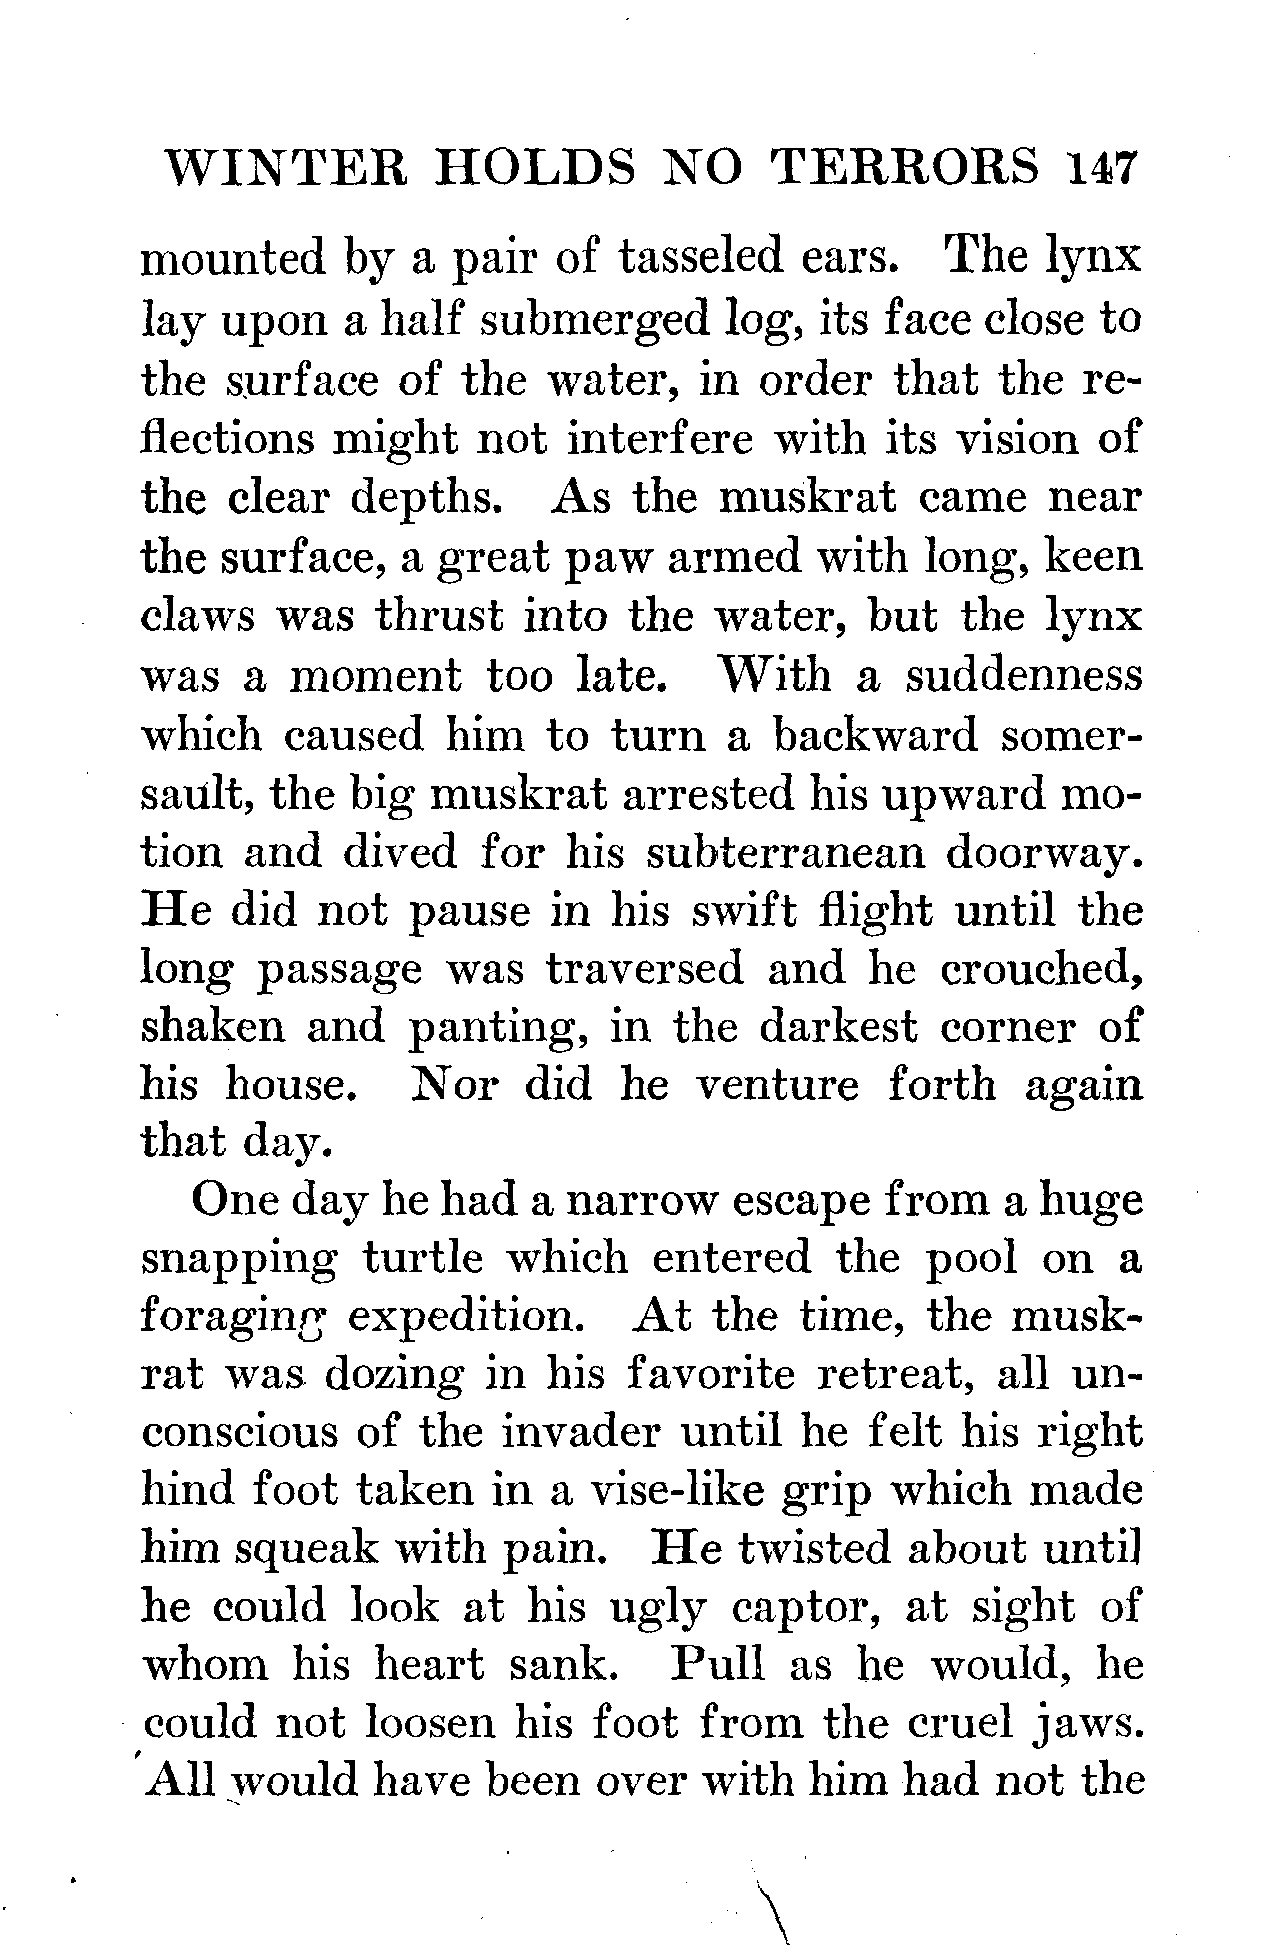 WINTER HOLDS NO TERRORS 147
mounted by a pair of tasseled ears. The lynx
lay upon a half submerged log, its face close to
the surface of the water, in order that the re-
flections might not interfere with its vision of
the clear depths. As the muskrat came near
the surface, a great paw armed with long, keen
claws was thrust into the water, but the lynx
was a moment too late. With a suddenness
which caused him to turn a backward somer-
sault, the big muskrat arrested his upward mo-
tion and dived for his subterranean doorway.
He did not pause in his swift flight until the
long passage was traversed and he crouched,
shaken and panting, in the darkest corner of
his house. Nor did he venture forth again
that day.
One day he had a narrow escape from a huge
snapping turtle which entered the pool on a
foraging expedition. At the time, the musk-
rat was dozing in his favorite retreat, all un-
conscious of the invader until he felt his right
hind foot taken in a vise-like grip which made
him squeak with pain. He twisted about until
he could look at his ugly captor, at sight of
whom his heart sank. Pull as he would, he
could not loosen his foot from the cruel jaws.
All would have been over with him had not the